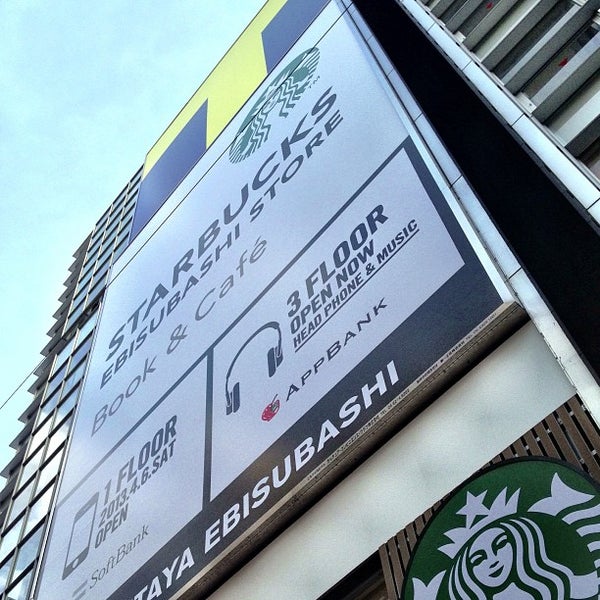 STARBUCKS
EBISUBASHI STORE
Book & Café
1 FLOOR
2013.4.6.SAT
OPEN
SoftBank
3 FLOOR
OPEN NOW
HEAD PHONE & MUSIC
APPBANK
TAYA EBISUBASHI
TM